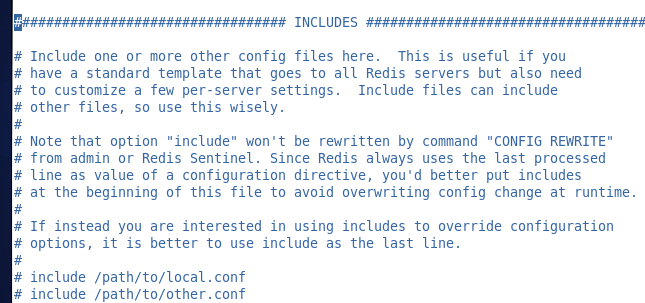 ################################## INCLUDES ###################################
# Include one or more other config files here.  This is useful if you
# have a standard template that goes to all Redis servers but also need
# to customize a few per-server settings.  Include files can include
# other files, so use this wisely.
#
# Note that option "include" won't be rewritten by command "CONFIG REWRITE"
# from admin or Redis Sentinel. Since Redis always uses the last processed
# line as value of a configuration directive, you'd better put includes
# at the beginning of this file to avoid overwriting config change at runtime.
#
# If instead you are interested in using includes to override configuration
# options, it is better to use include as the last line.
#
# include /path/to/local.conf
# include /path/to/other.conf